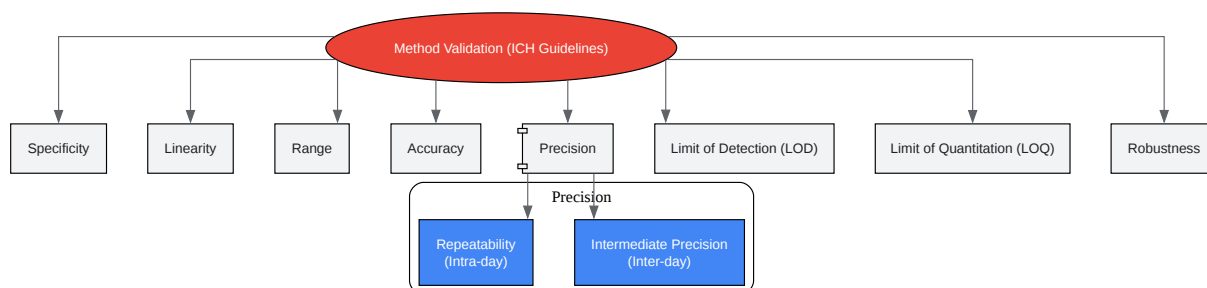 Method Validation (ICH Guidelines)
Specificity
Linearity
Range
Accuracy
Precision
Limit of Detection (LOD)
Limit of Quantitation (LOQ)
Robustness
Precision
Repeatability
(Intra-day)
Intermediate Precision
(Inter-day)